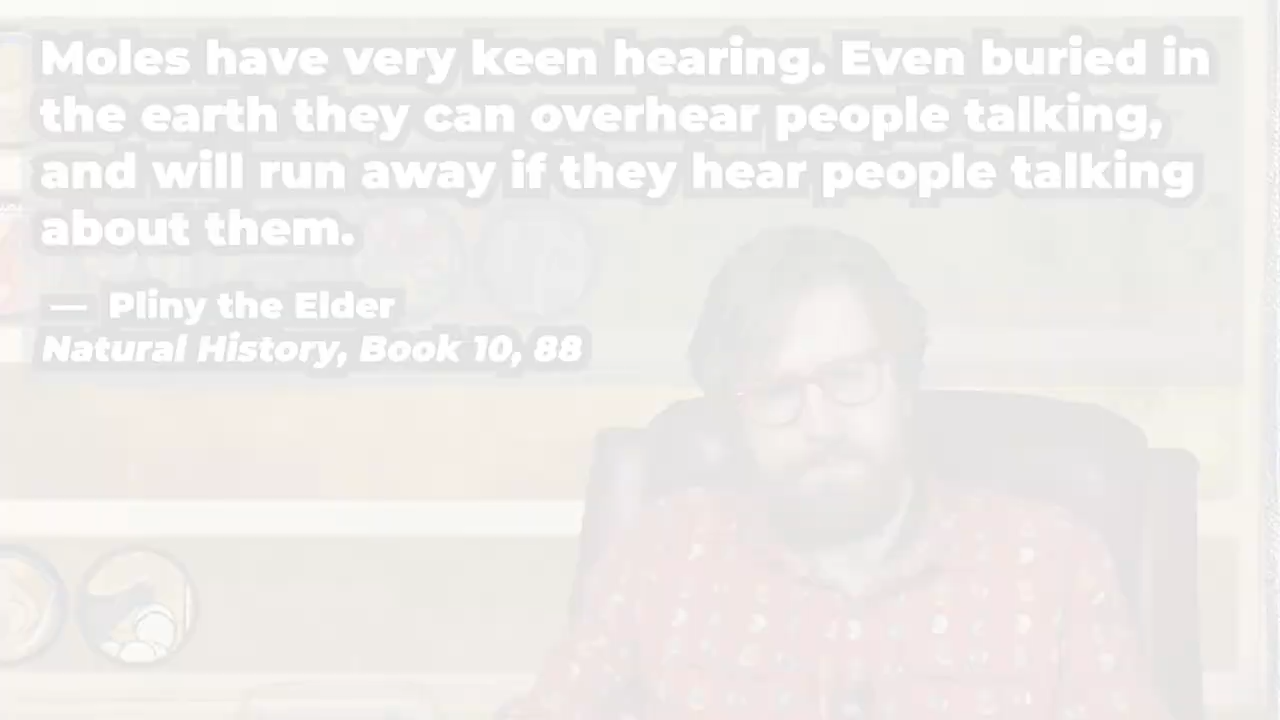 Moles have very keen hearing. Even buried in
the earth they can overhear people talking,
and will run away if they hear people talking
about them.
— Pliny the Elder
Natural History, Book 10, 88